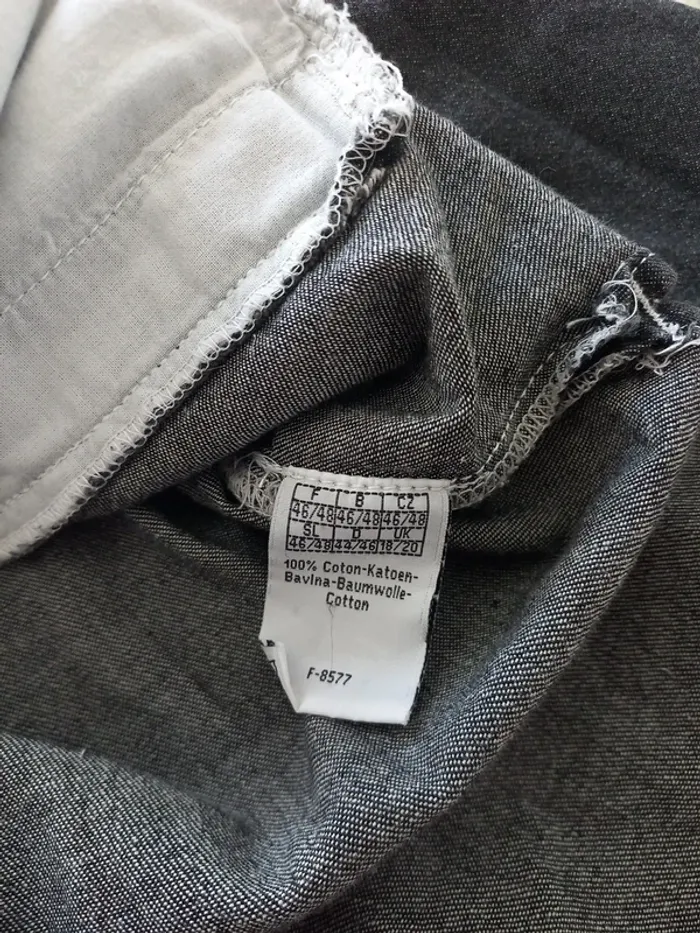 F B CZ
46/48 46/48 46/48
SL D UK
46/48 44/46 18/20
100% Coton-Katoen-
Bavlna-Baumwolle-
Cotton
F-8577